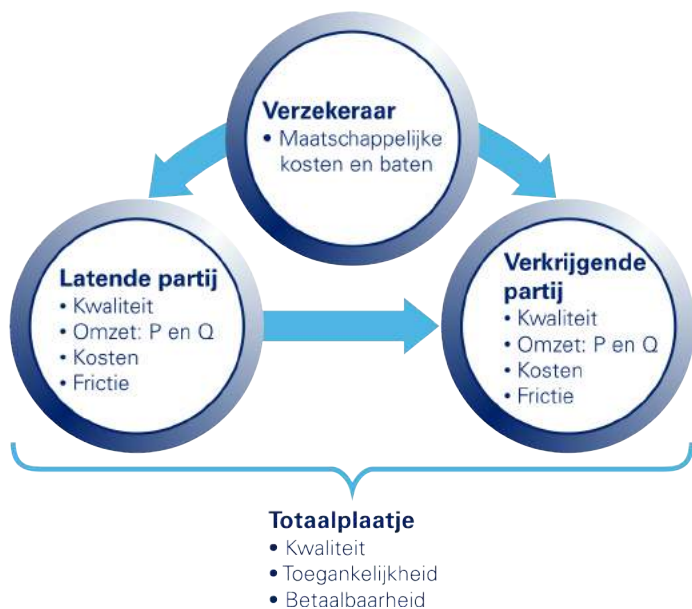 Verzekeraar
• Maatschappelijke
kosten en baten
Latende partij
• Kwaliteit
• Omzet: P en Q
• Kosten
• Frictie
Verkrijgende
partij
• Kwaliteit
• Omzet: P en Q
• Kosten
• Frictie
Totaalplaatje
• Kwaliteit
• Toegankelijkheid
• Betaalbaarheid